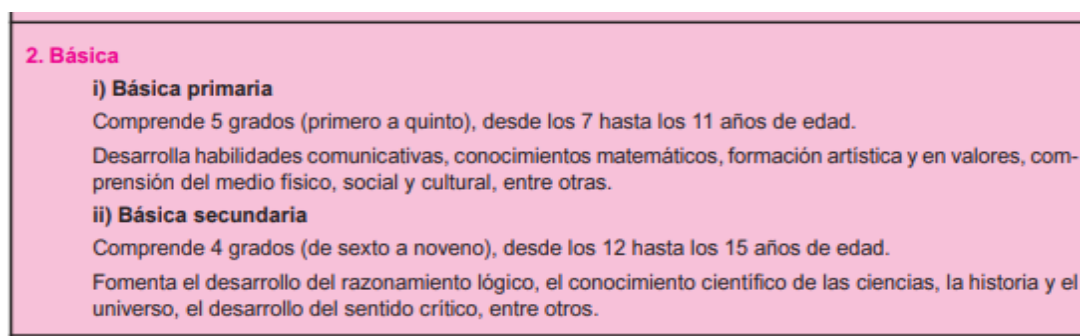 2. Básica
i) Básica primaria
Comprende 5 grados (primero a quinto), desde los 7 hasta los 11 años de edad.
Desarrolla habilidades comunicativas, conocimientos matemáticos, formación artística y en valores, com-
prensión del medio físico, social y cultural, entre otras.
ii) Básica secundaria
Comprende 4 grados (de sexto a noveno), desde los 12 hasta los 15 años de edad.
Fomenta el desarrollo del razonamiento lógico, el conocimiento científico de las ciencias, la historia y el
universo, el desarrollo del sentido crítico, entre otros.